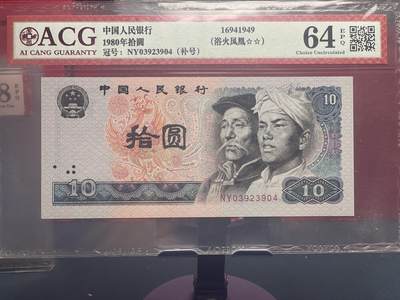 ACG
AI CANG GUARANTY
中国人民银行
1980年拾圆
冠号：NY03923904（补号）
16941949
（浴火凤凰☆☆）
64
EPQ
Choice Uncirculated
8
EPQ
中国人民银行
10
拾圆
10
10
NY03923904